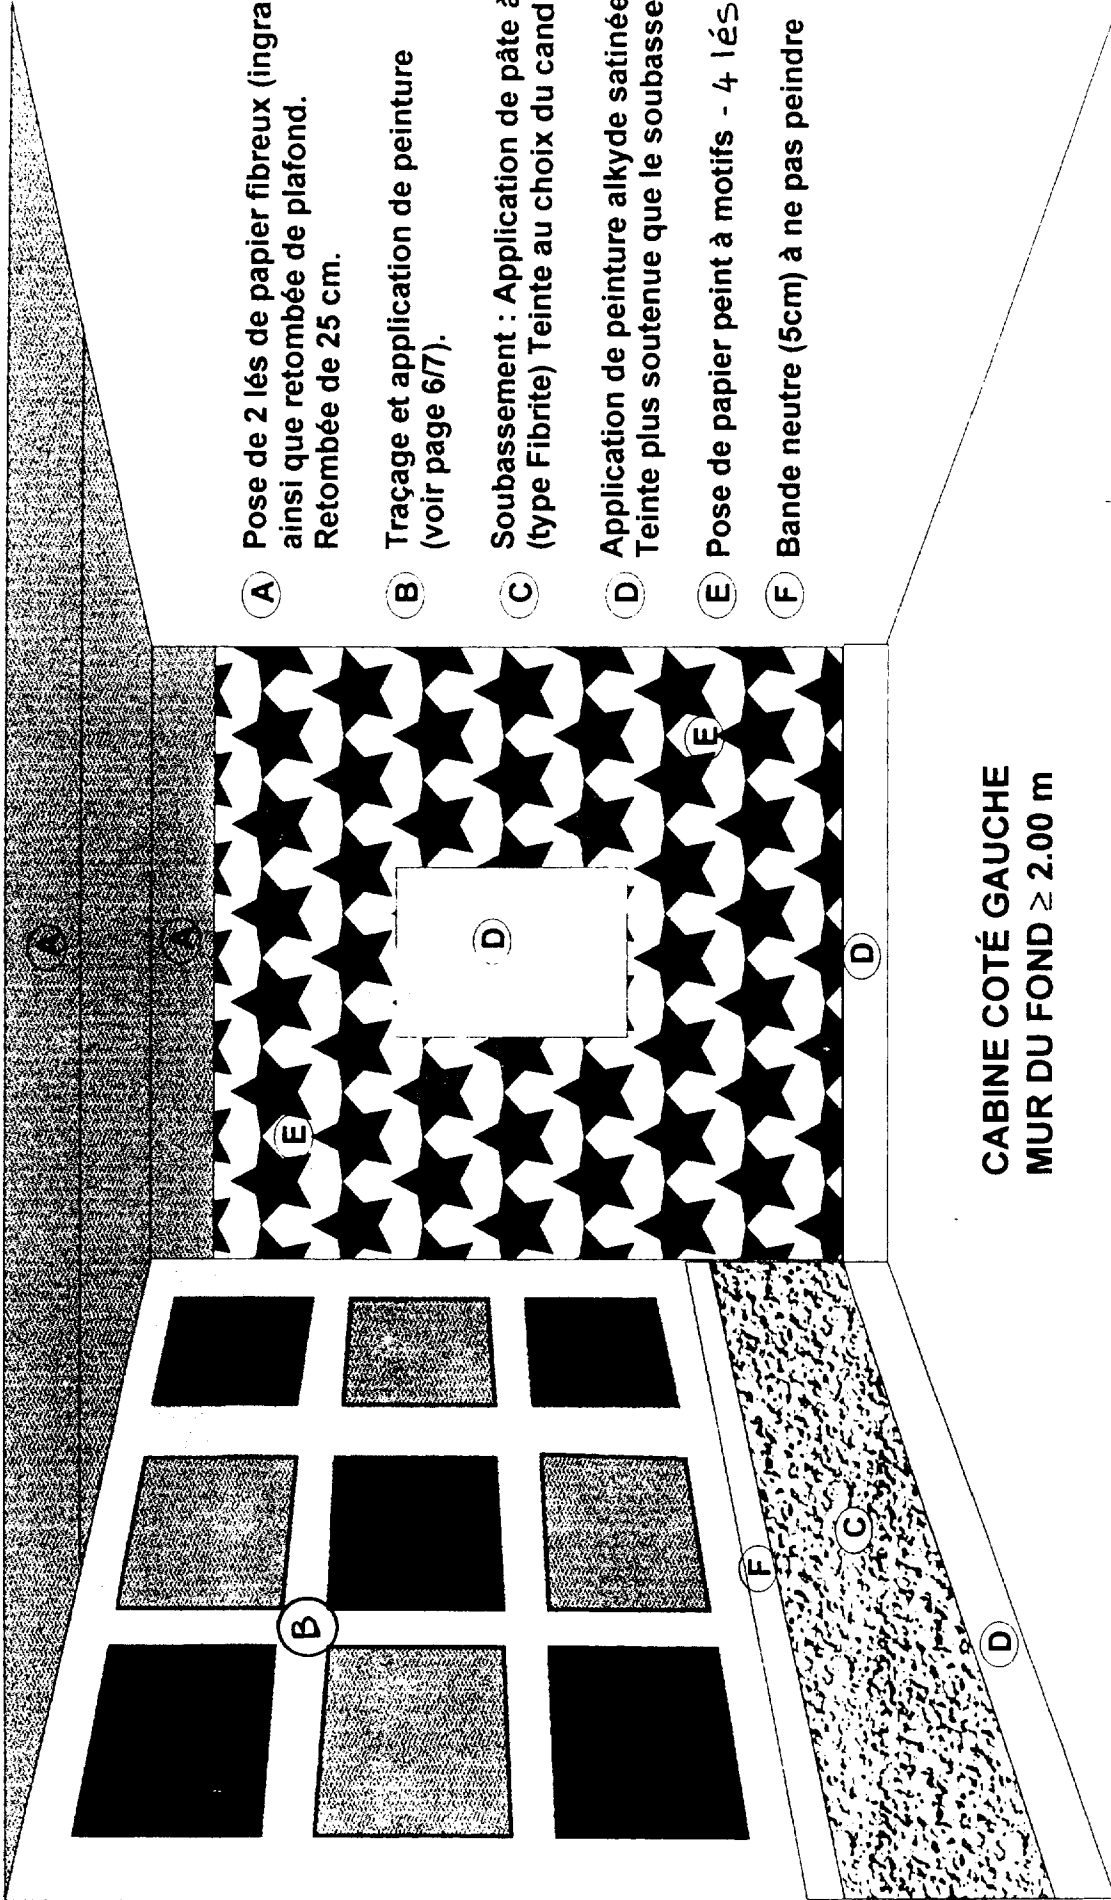 A
A
B
E
D
E
F
C
D
D
A Pose de 2 lés de papier fibreux (ingra
ainsi que retombée de plafond.
Retombée de 25 cm.
B Traçage et application de peinture
(voir page 6/7).
C Soubassement : Application de pâte à
(type Fibrite) Teinte au choix du cand
D Application de peinture alkyde satinée
Teinte plus soutenue que le soubasse
E Pose de papier peint à motifs - 4 lés
F Bande neutre (5cm) à ne pas peindre
CABINE COTÉ GAUCHE
MUR DU FOND ≥ 2.00 m